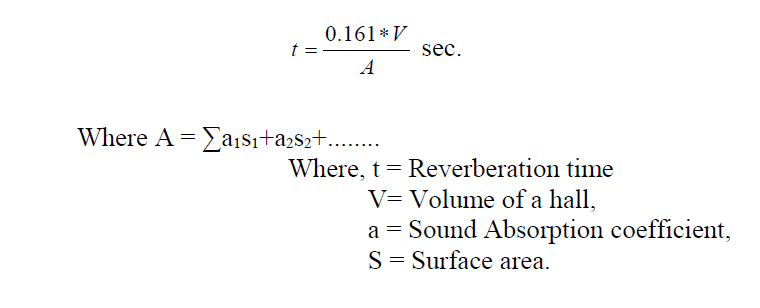 t = 0.161*V / A sec.
Where A = ∑a₁s₁+a₂s₂+........
Where, t = Reverberation time
V= Volume of a hall,
a = Sound Absorption coefficient,
S = Surface area.